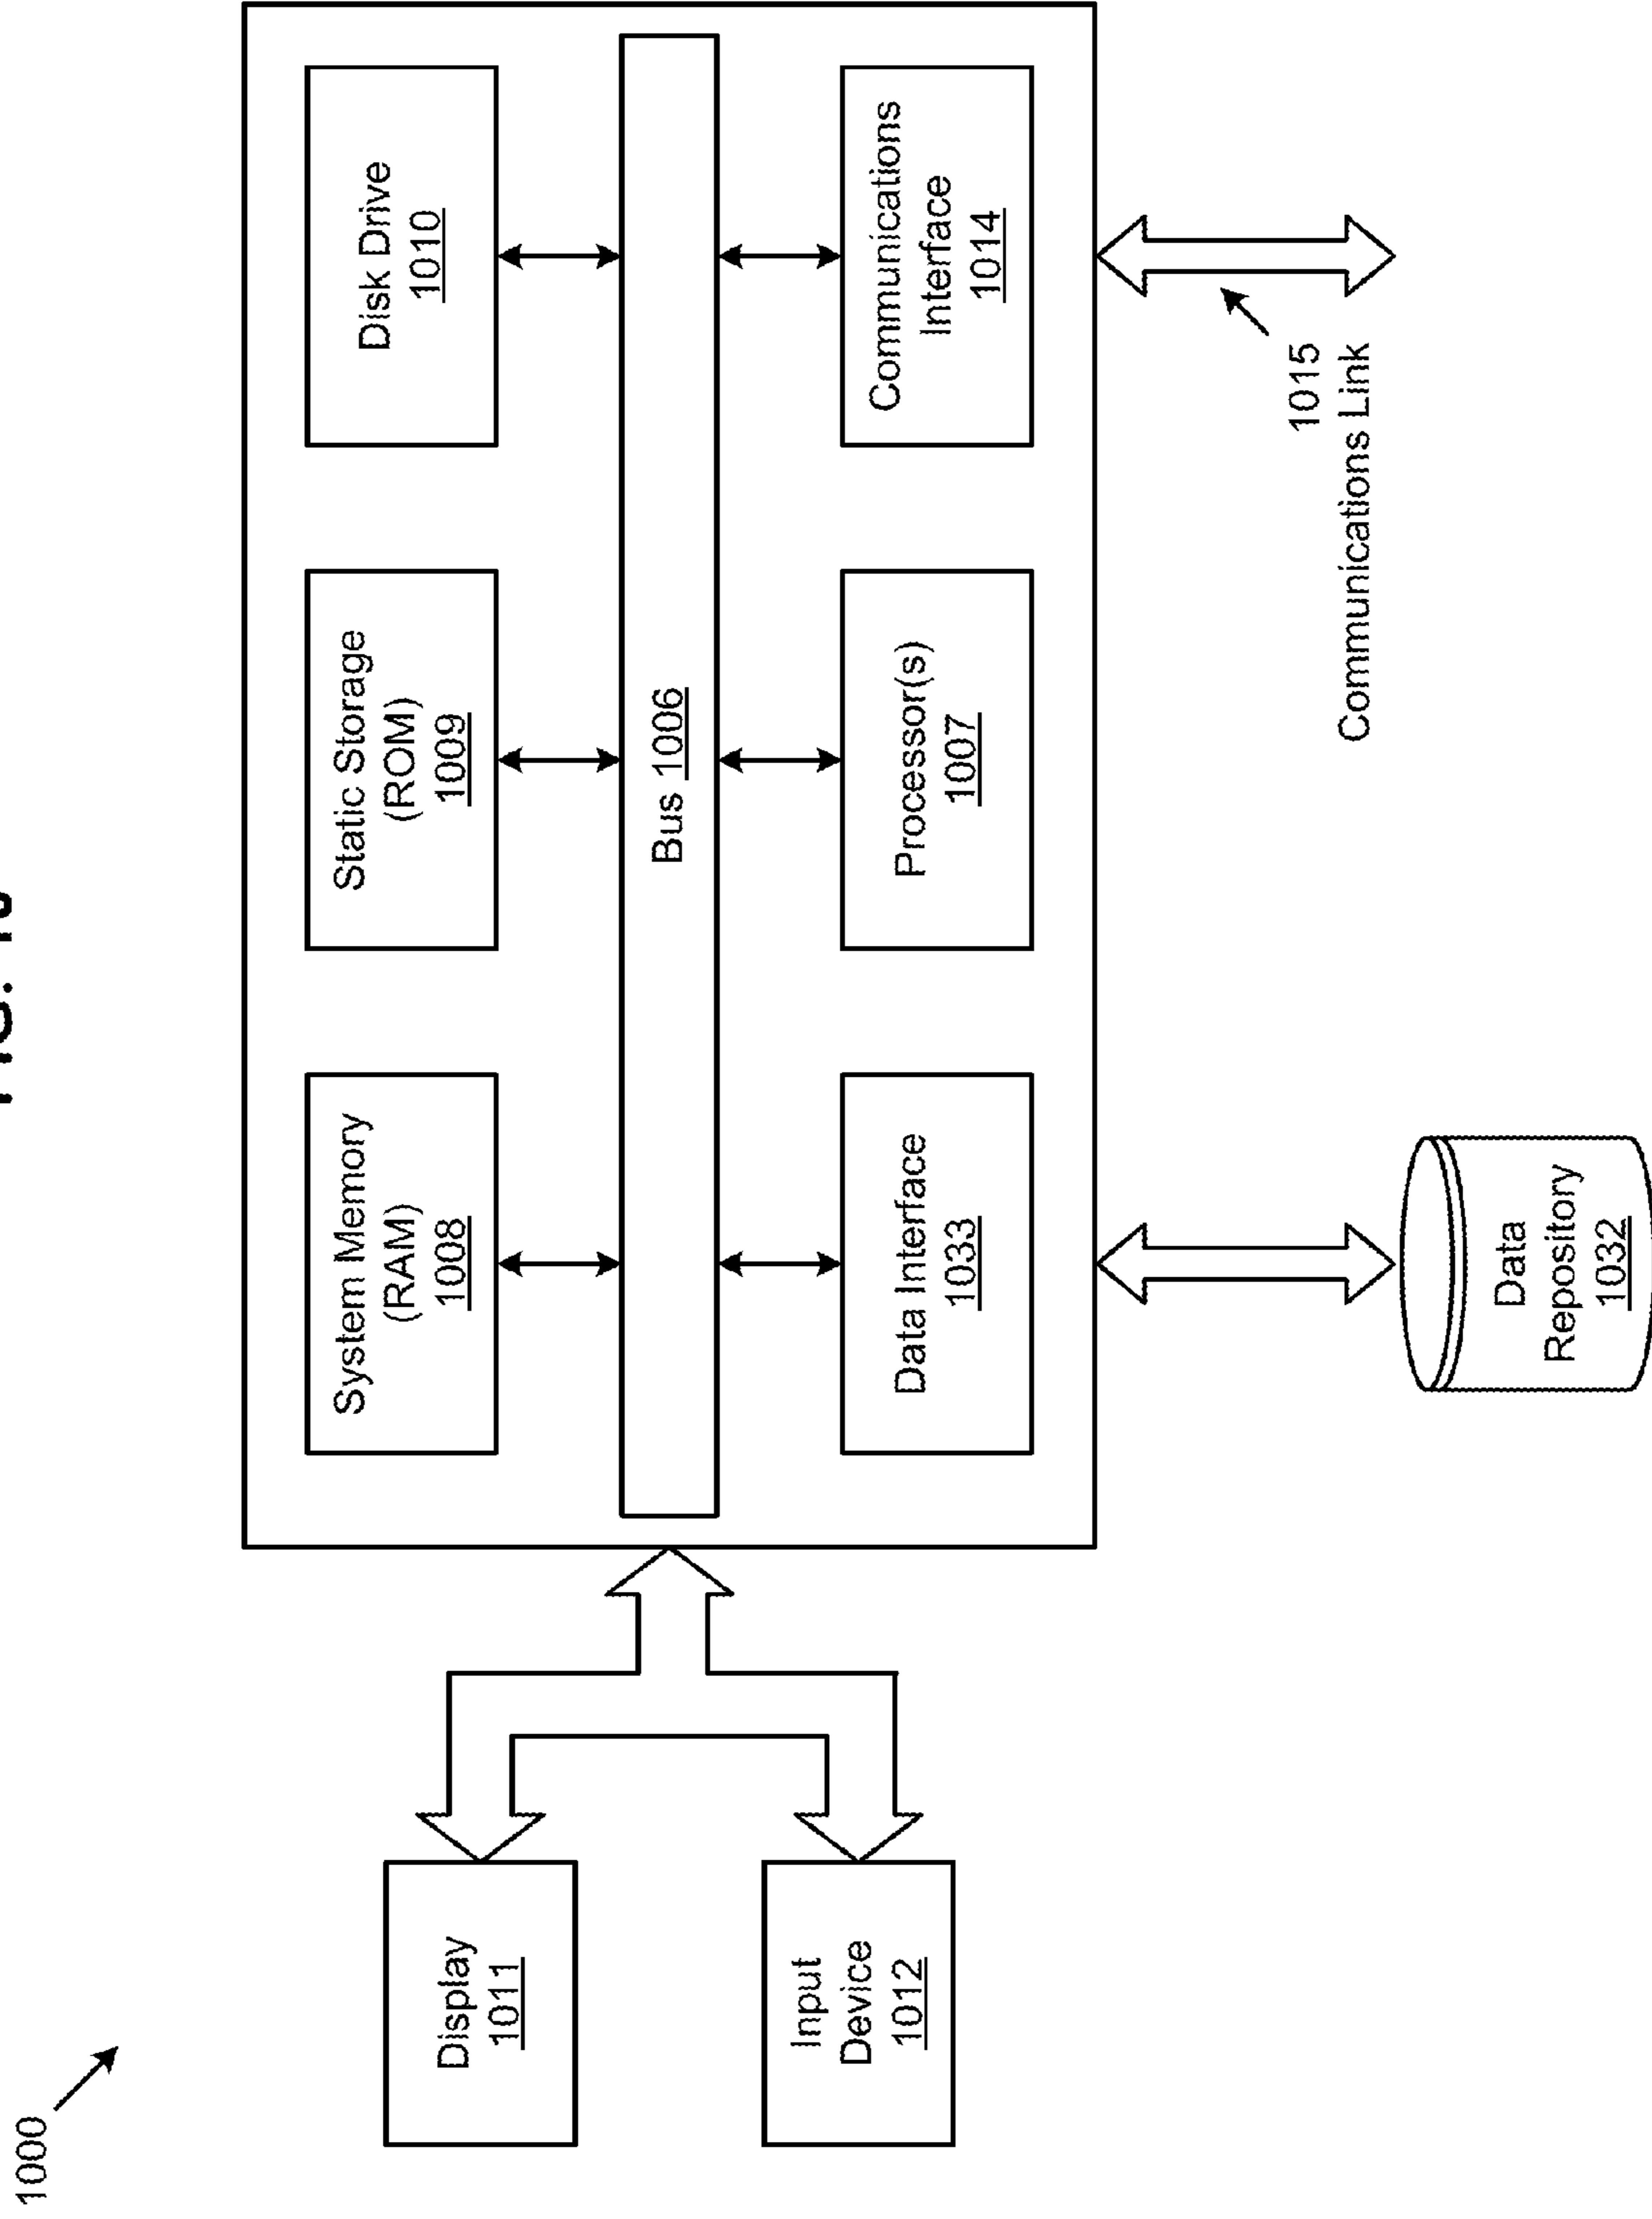 1000
Display
1011
Input
Device
1012
System Memory
(RAM)
1008
Static Storage
(ROM)
1009
Disk Drive
1010
Bus 1006
Data Interface
1033
Processor(s)
1007
Communications
Interface
1014
1015
Communications Link
Data
Repository
1032